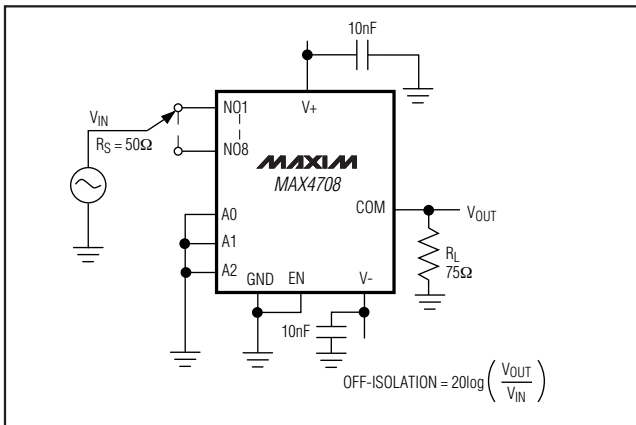 10nF
V+
VIN
RS = 50Ω
NO1
NO8
MAXIM
MAX4708
COM
VOUT
RL
75Ω
A0
A1
A2
GND
EN
V-
10nF
OFF-ISOLATION = 20log(VOUT/VIN)